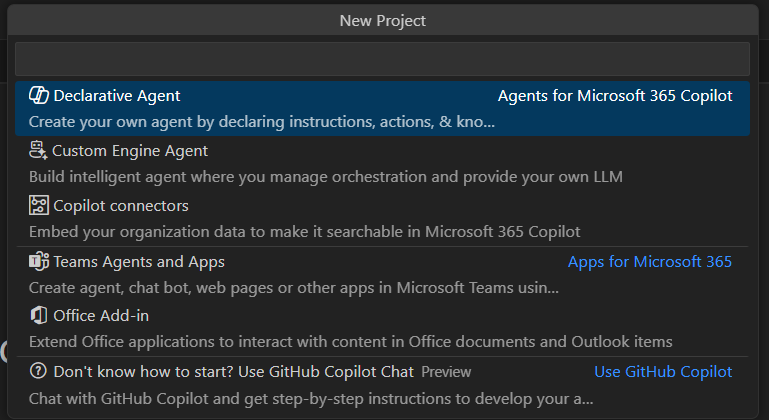 New Project
Declarative Agent Agents for Microsoft 365 Copilot
Create your own agent by declaring instructions, actions, & kno...
Custom Engine Agent
Build intelligent agent where you manage orchestration and provide your own LLM
Copilot connectors
Embed your organization data to make it searchable in Microsoft 365 Copilot
Teams Agents and Apps Apps for Microsoft 365
Create agent, chat bot, web pages or other apps in Microsoft Teams usin...
Office Add-in
Extend Office applications to interact with content in Office documents and Outlook items
Don't know how to start? Use GitHub Copilot Chat Preview Use GitHub Copilot
Chat with GitHub Copilot and get step-by-step instructions to develop your a...